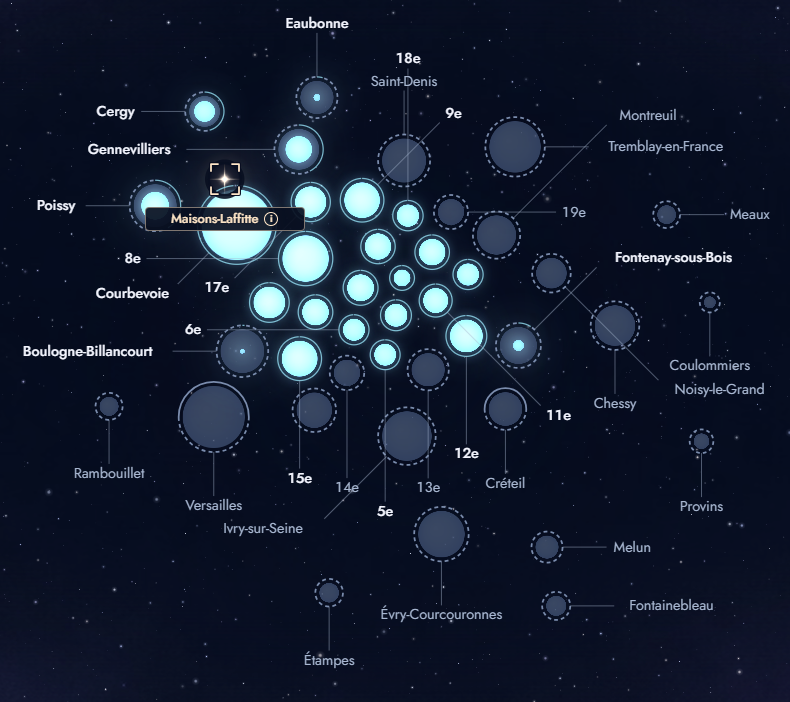 Eaubonne
18e
Saint-Denis
Cergy
9e
Montreuil
Gennevilliers
Tremblay-en-France
Poissy
19e
Meaux
Maisons-Laffitte i
8e
Fontenay-sous-Bois
17e
Courbevoie
6e
Boulogne-Billancourt
Coulommiers
Noisy-le-Grand
Chessy
11e
12e
Rambouillet
15e
14e
13e
Créteil
Versailles
5e
Provins
Ivry-sur-Seine
Melun
Évry-Courcouronnes
Fontainebleau
Étampes